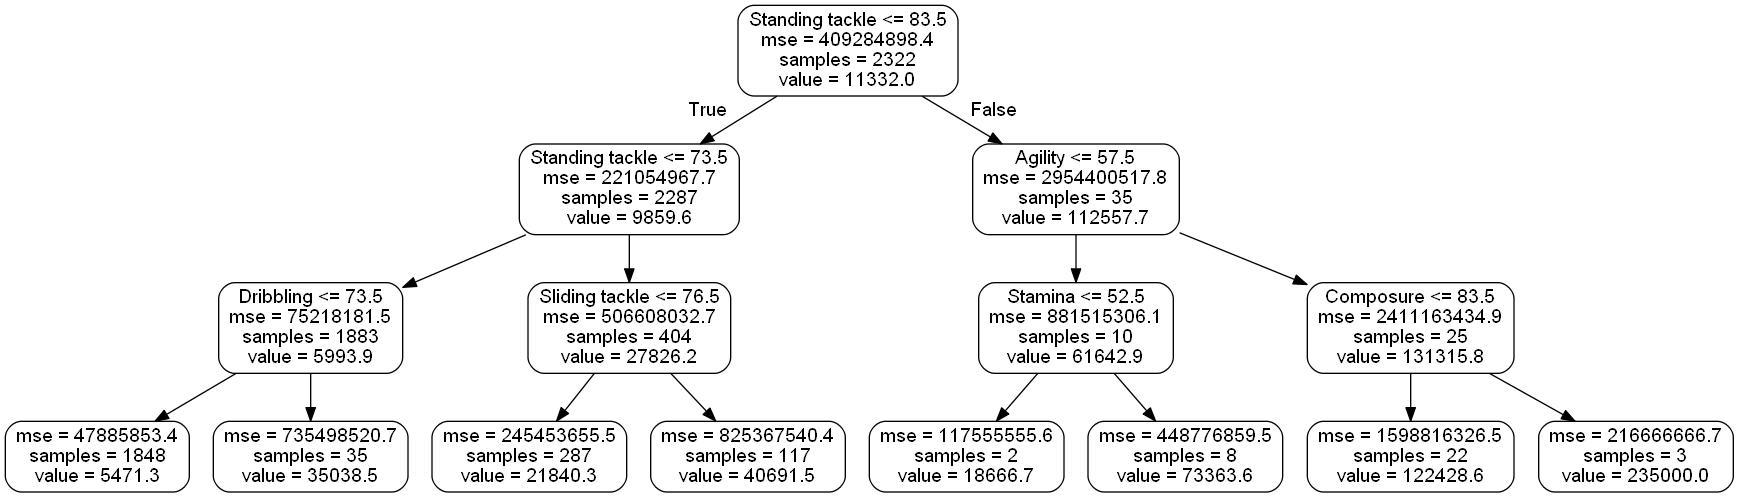 Standing tackle <= 83.5
mse = 409284898.4
samples = 2322
value = 11332.0
True
False
Standing tackle <= 73.5
mse = 221054967.7
samples = 2287
value = 9859.6
Agility <= 57.5
mse = 2954400517.8
samples = 35
value = 112557.7
Dribbling <= 73.5
mse = 75218181.5
samples = 1883
value = 5993.9
Sliding tackle <= 76.5
mse = 506608032.7
samples = 404
value = 27826.2
Stamina <= 52.5
mse = 881515306.1
samples = 10
value = 61642.9
Composure <= 83.5
mse = 2411163434.9
samples = 25
value = 131315.8
mse = 47885853.4
samples = 1848
value = 5471.3
mse = 735498520.7
samples = 35
value = 35038.5
mse = 245453655.5
samples = 287
value = 21840.3
mse = 825367540.4
samples = 117
value = 40691.5
mse = 117555555.6
samples = 2
value = 18666.7
mse = 448776859.5
samples = 8
value = 73363.6
mse = 1598816326.5
samples = 22
value = 122428.6
mse = 216666666.7
samples = 3
value = 235000.0